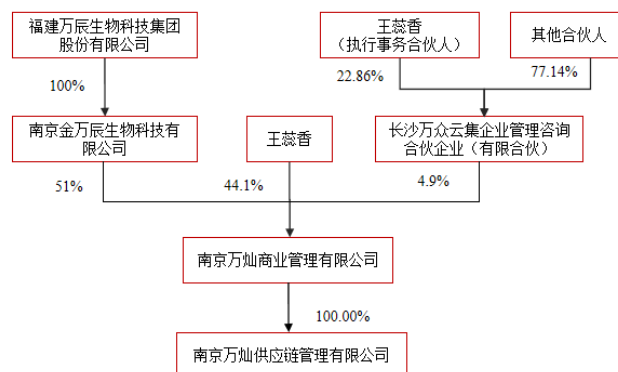 福建万辰生物科技集团
股份有限公司
王蕊香
（执行事务合伙人）
其他合伙人
100%
22.86%
77.14%
南京金万辰生物科技有
限公司
王蕊香
长沙万众云集企业管理咨询
合伙企业（有限合伙）
51%
44.1%
4.9%
南京万灿商业管理有限公司
100.00%
南京万灿供应链管理有限公司